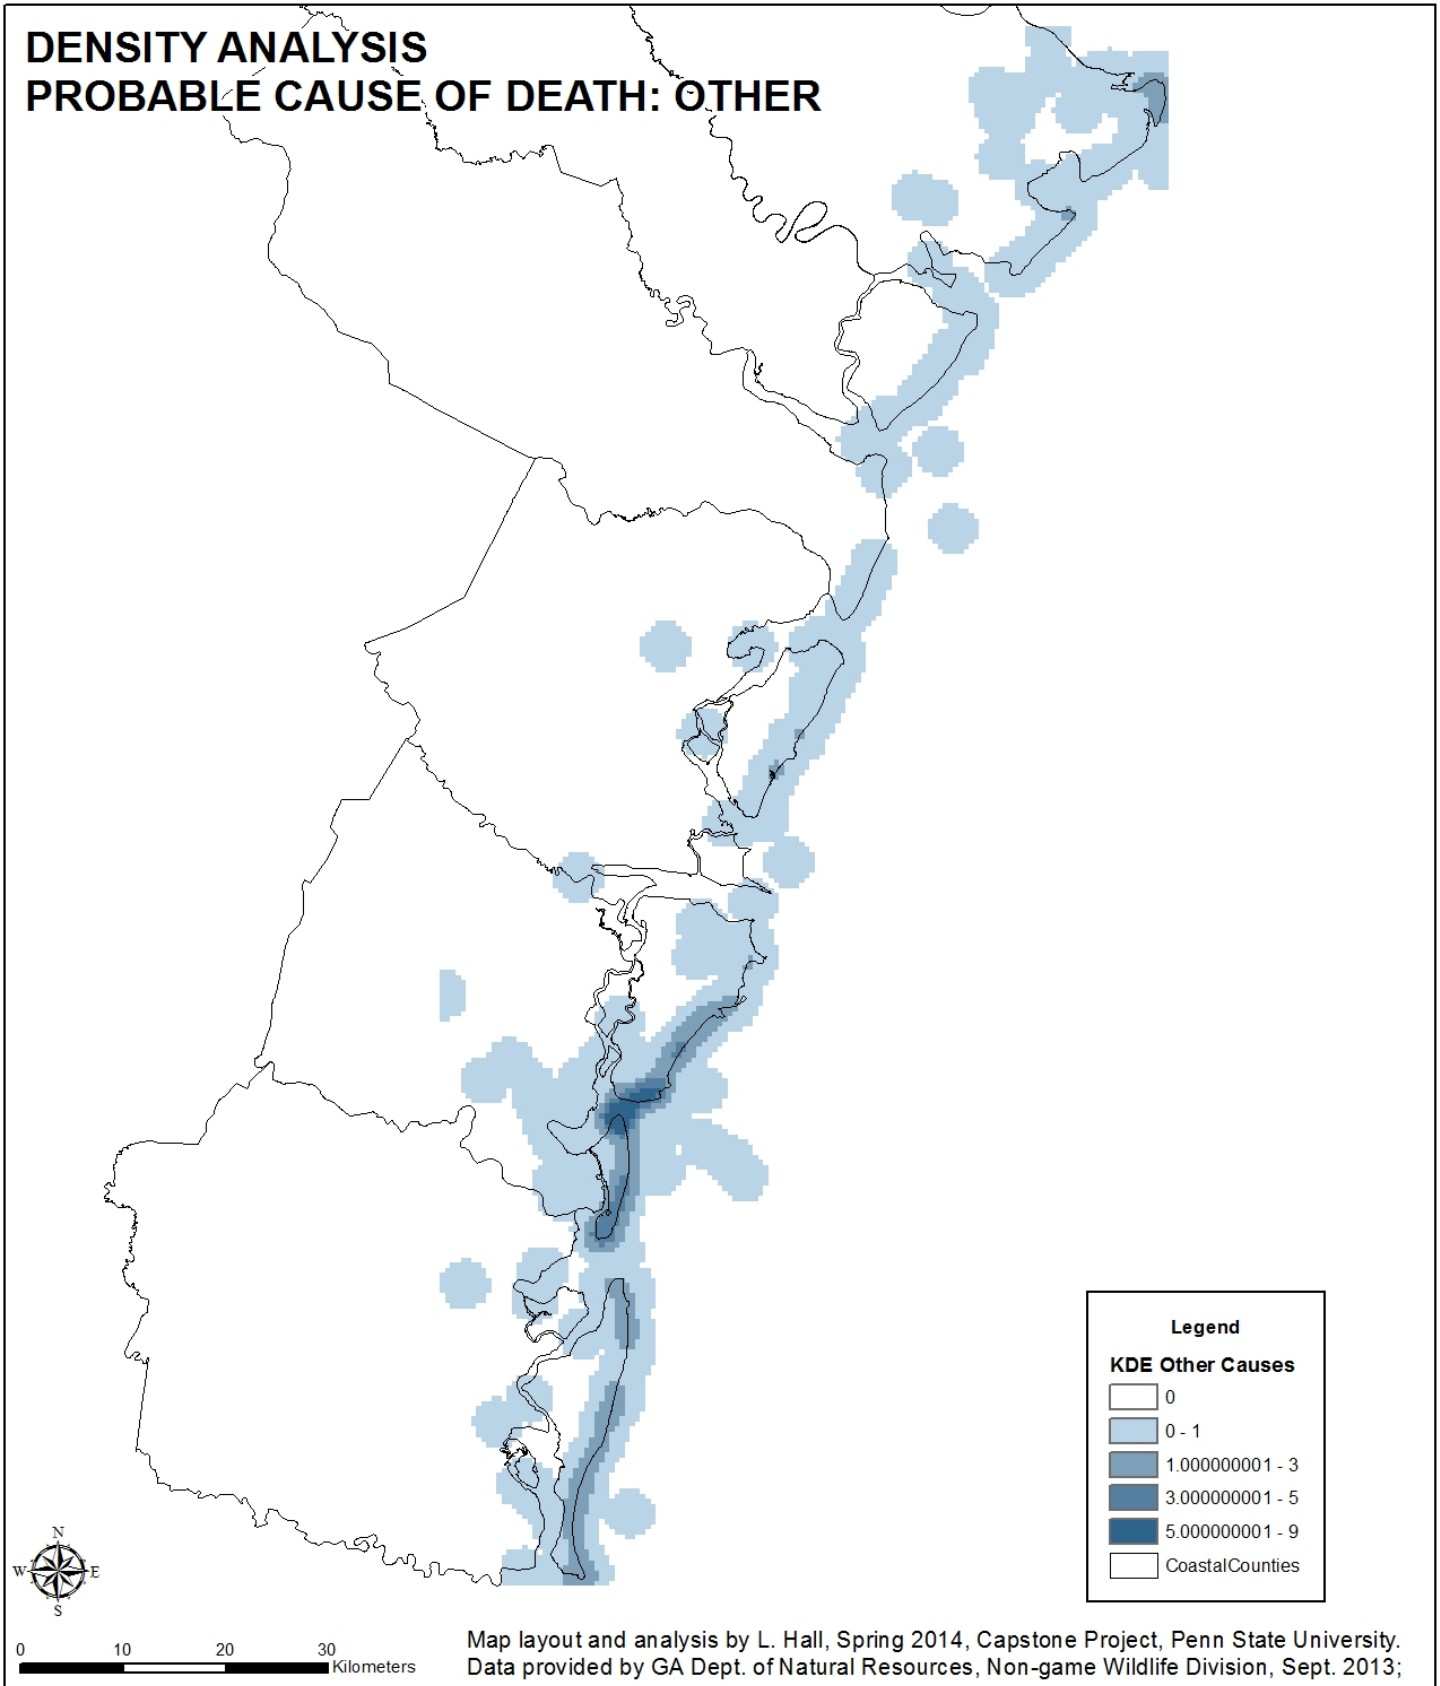 DENSITY ANALYSIS
PROBABLE CAUSE OF DEATH: OTHER
Legend
KDE Other Causes
0
0 - 1
1.000000001 - 3
3.000000001 - 5
5.000000001 - 9
CoastalCounties
N
W E
S
0 10 20 30
Kilometers
Map layout and analysis by L. Hall, Spring 2014, Capstone Project, Penn State University.
Data provided by GA Dept. of Natural Resources, Non-game Wildlife Division, Sept. 2013;